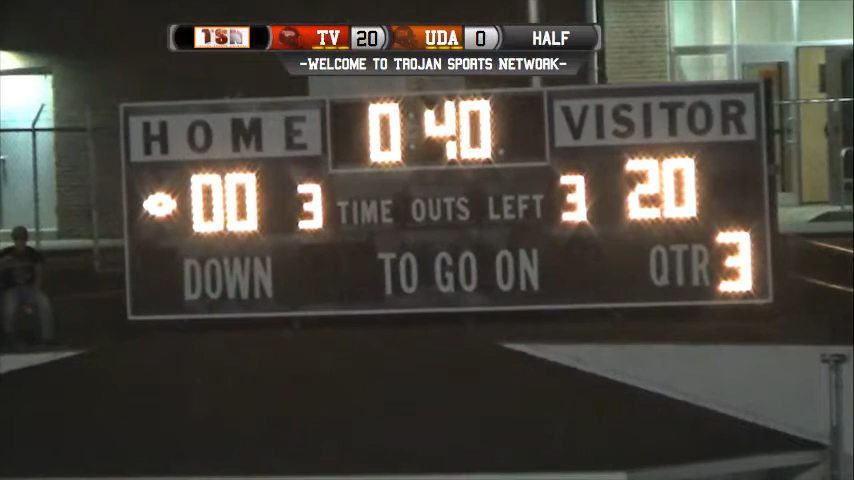 TSN TV 20 UDA 0 HALF
-WELCOME TO TROJAN SPORTS NETWORK-
HOME 0 40 VISITOR
00 3 TIME OUTS LEFT 3 20
DOWN TO GO ON QTR 3